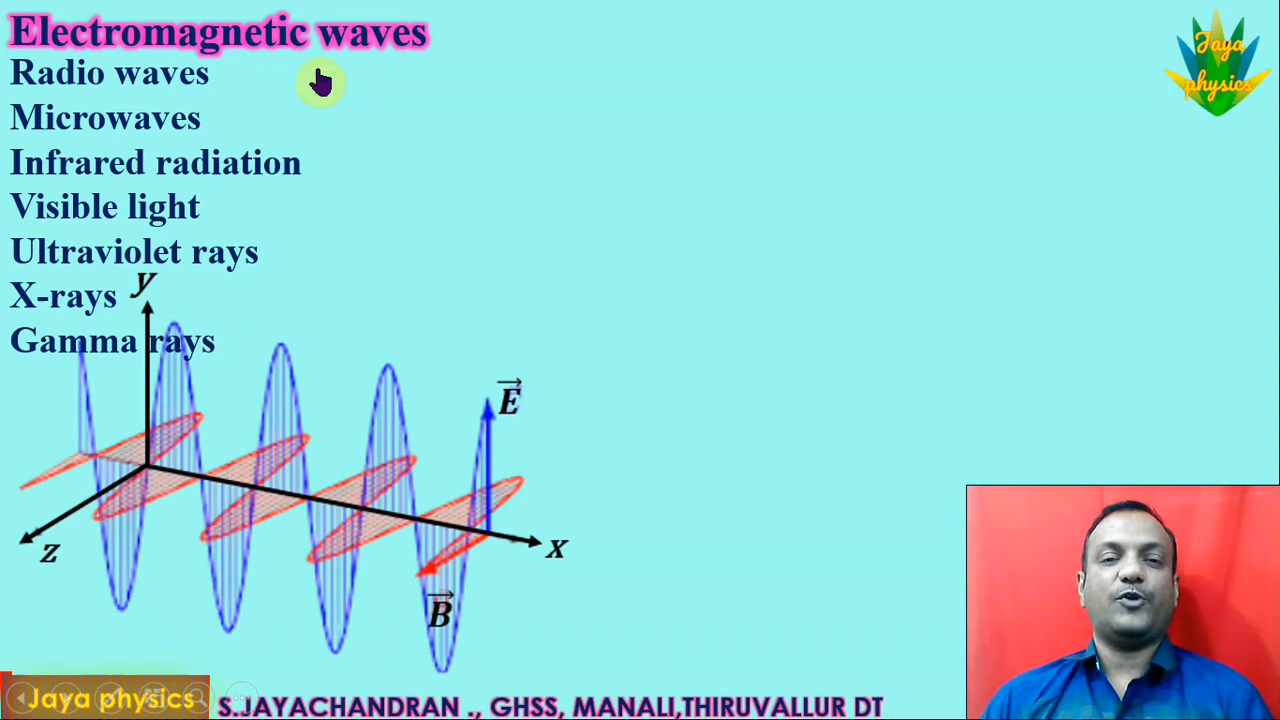 Electromagnetic waves
Jaya
physics
Radio waves
Microwaves
Infrared radiation
Visible light
Ultraviolet rays
y
X-rays
Gamma rays
E
x
z
B
Jaya physics
S.JAYACHANDRAN ., GHSS, MANALI,THIRUVALLUR DT